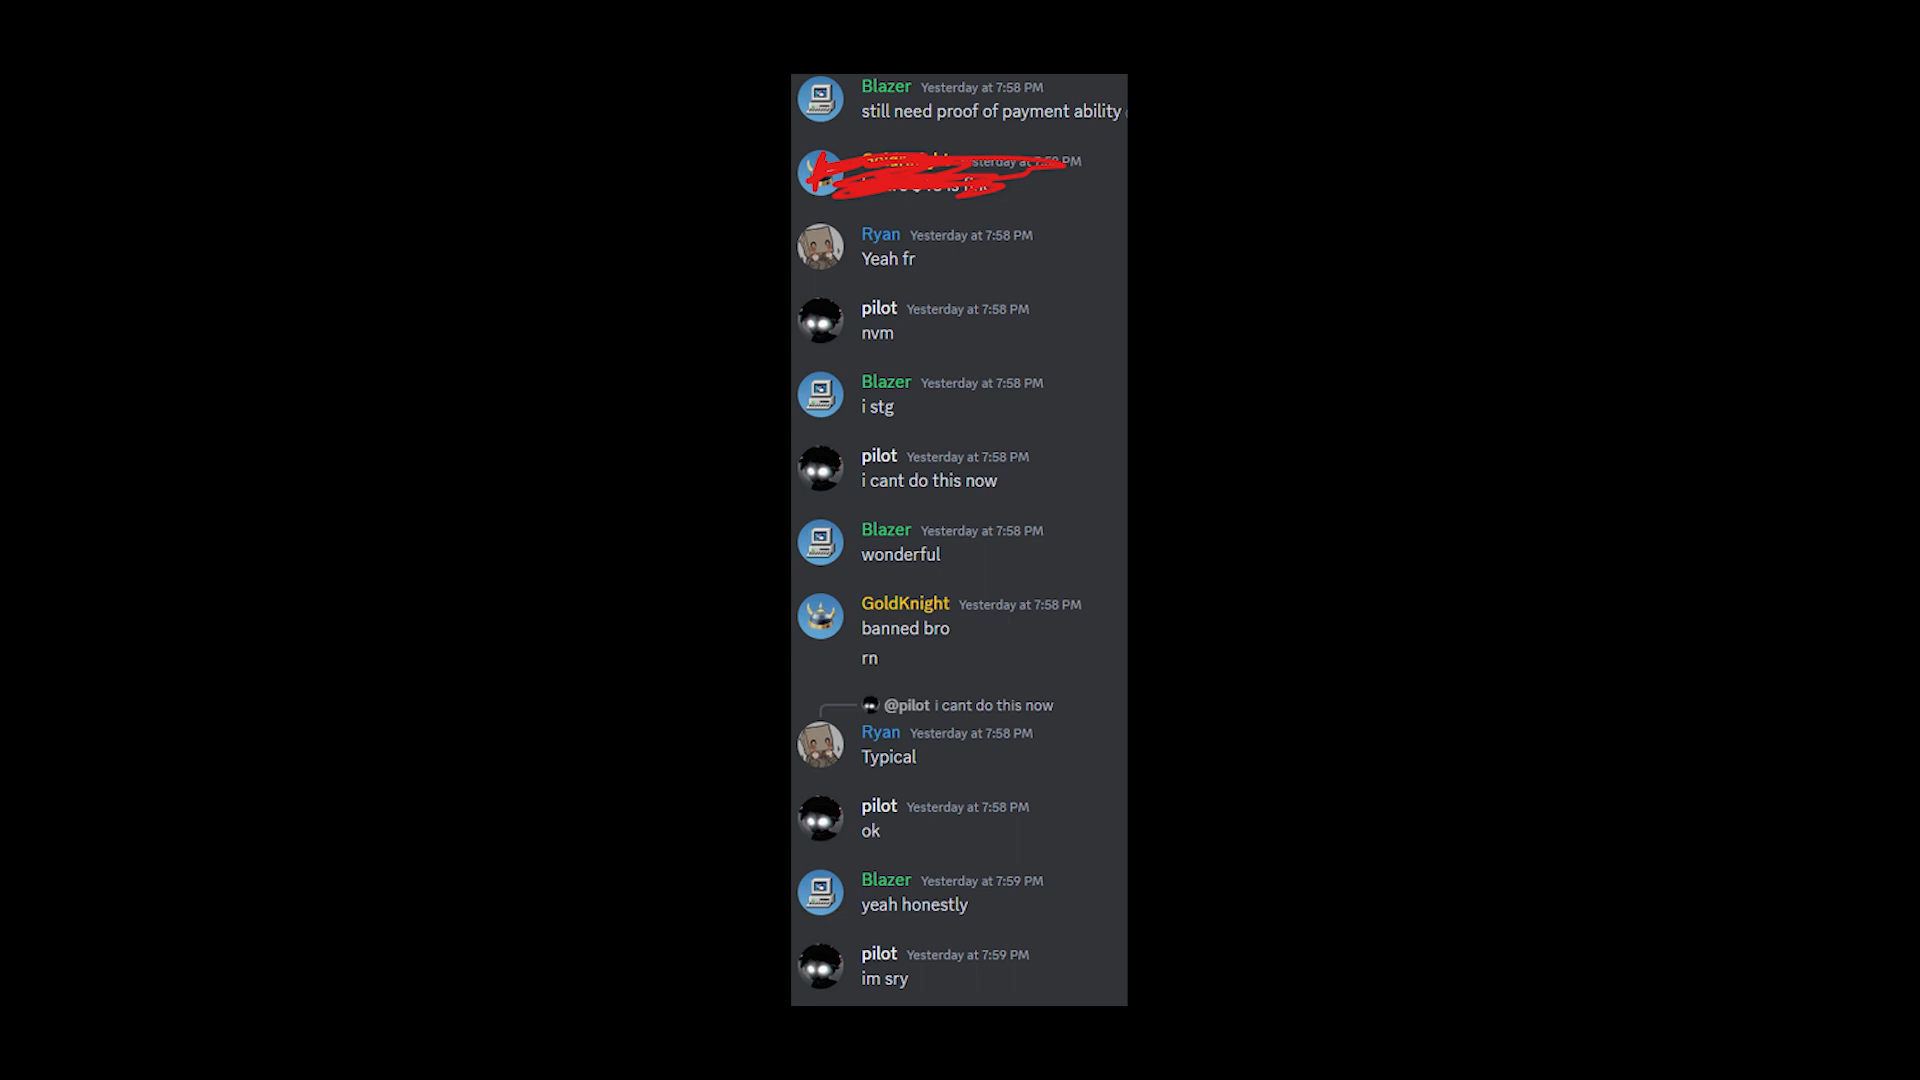 Blazer Yesterday at 7:58 PM
still need proof of payment ability
Yesterday at 7:58 PM
Ryan Yesterday at 7:58 PM
Yeah fr
pilot Yesterday at 7:58 PM
nvm
Blazer Yesterday at 7:58 PM
i stg
pilot Yesterday at 7:58 PM
i cant do this now
Blazer Yesterday at 7:58 PM
wonderful
GoldKnight Yesterday at 7:58 PM
banned bro
rn
@pilot i cant do this now
Ryan Yesterday at 7:58 PM
Typical
pilot Yesterday at 7:58 PM
ok
Blazer Yesterday at 7:59 PM
yeah honestly
pilot Yesterday at 7:59 PM
im sry